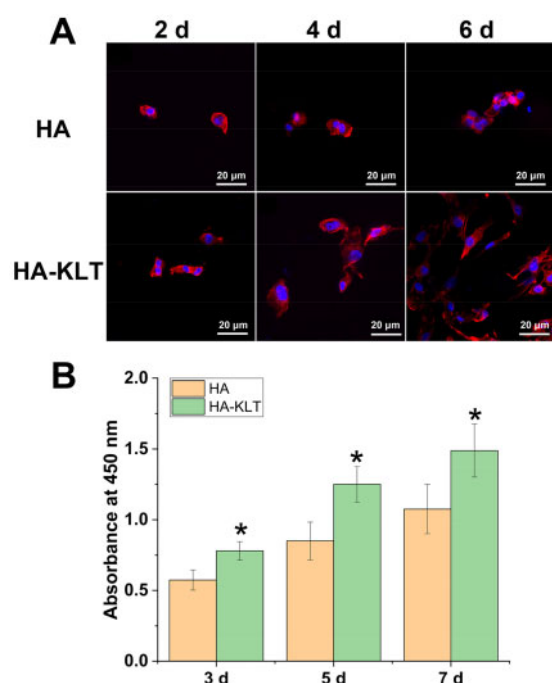 A
2 d 4 d 6 d
HA
20 μm 20 μm 20 μm
HA-KLT
20 μm 20 μm 20 μm
B
2.0
HA
HA-KLT
*
*
1.5
*
Absorbance at 450 nm
1.0
0.5
0.0
3 d 5 d 7 d